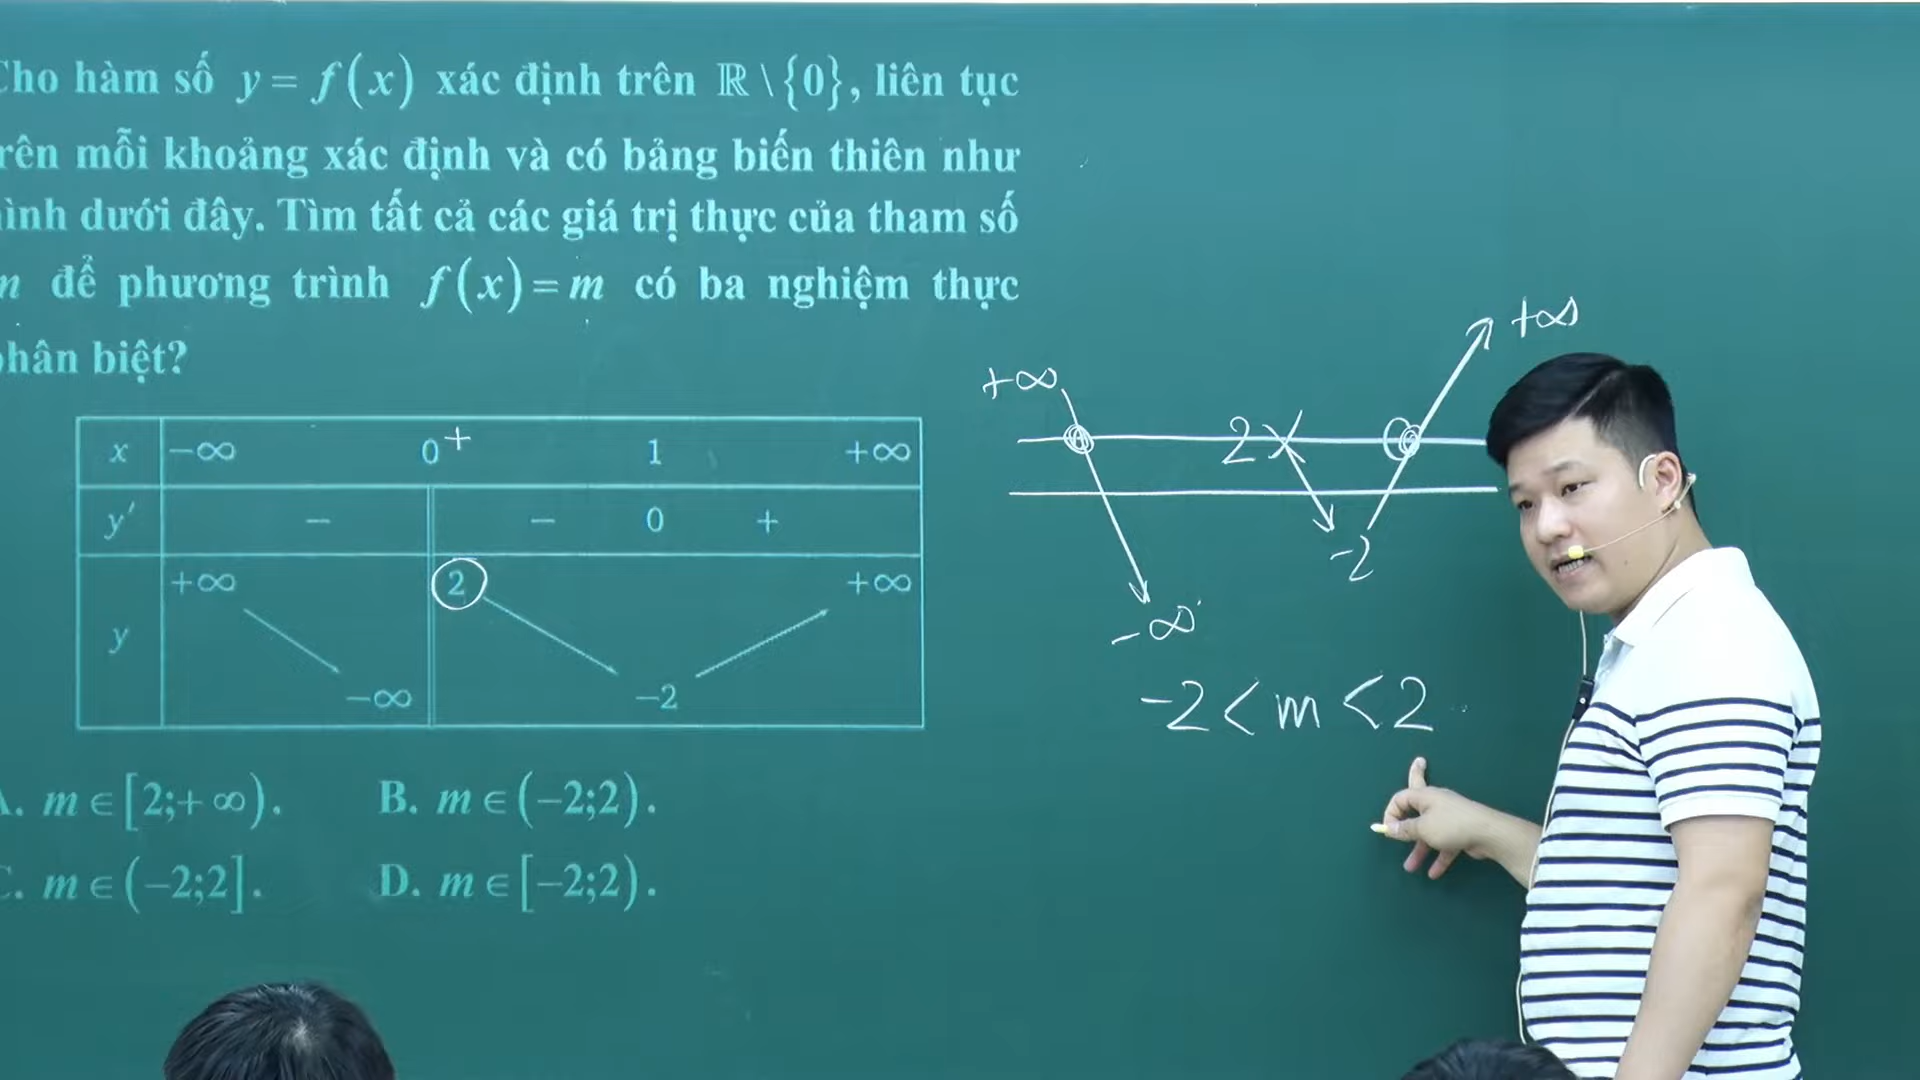 Cho hàm số y = f(x) xác định trên ℝ \ {0}, liên tục
rên mỗi khoảng xác định và có bảng biến thiên như
hình dưới đây. Tìm tất cả các giá trị thực của tham số
m để phương trình f(x) = m có ba nghiệm thực
phân biệt?
x −∞ 0+ 1 +∞
y′ − − 0 +
+∞ 2 +∞
y
−∞ −2
A. m ∈ [2;+∞). B. m ∈ (−2;2).
C. m ∈ (−2;2]. D. m ∈ [−2;2).
+∞
+∞
2
-2
-∞
-2 < m < 2